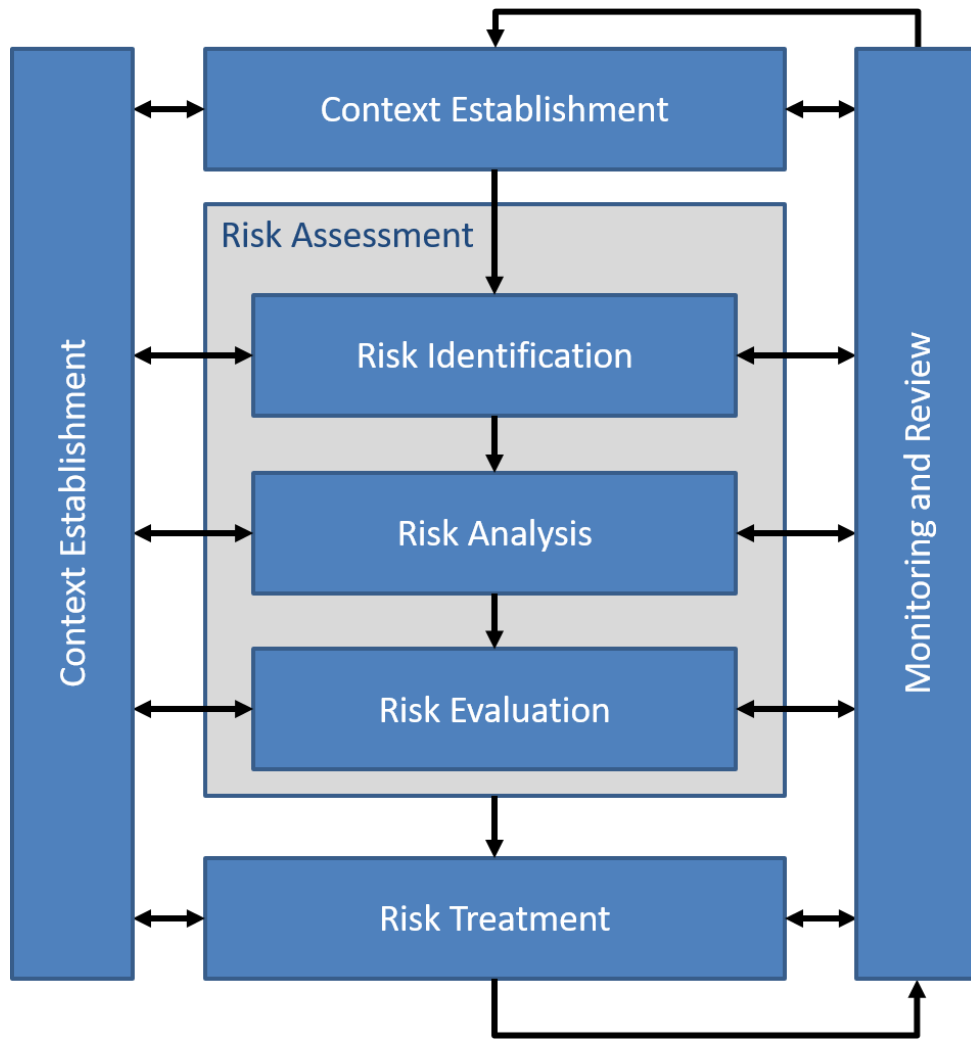 Context Establishment
Context Establishment
Risk Assessment
Risk Identification
Risk Analysis
Risk Evaluation
Risk Treatment
Monitoring and Review